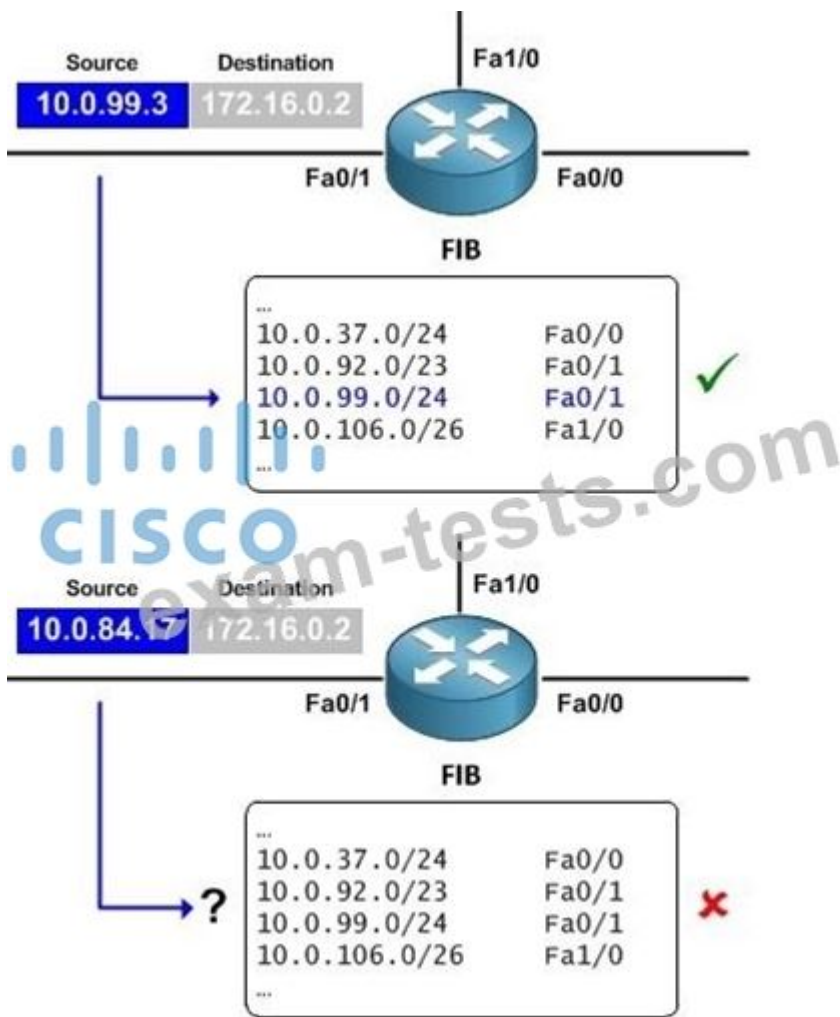 Source Destination
Fa1/0
10.0.99.3 172.16.0.2
Fa0/1 Fa0/0
FIB
...
10.0.37.0/24 Fa0/0
10.0.92.0/23 Fa0/1
10.0.99.0/24 Fa0/1
10.0.106.0/26 Fa1/0
...
CISCO
exam-tests.com
Source Destination
Fa1/0
10.0.84.17 172.16.0.2
Fa0/1 Fa0/0
FIB
...
10.0.37.0/24 Fa0/0
? 10.0.92.0/23 Fa0/1
10.0.99.0/24 Fa0/1
10.0.106.0/26 Fa1/0
...